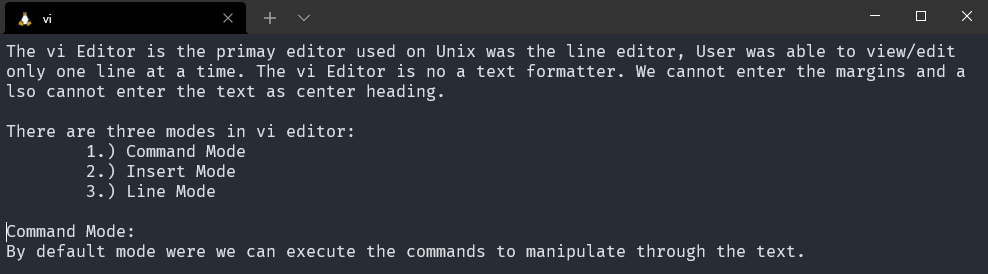 vi
The vi Editor is the primay editor used on Unix was the line editor, User was able to view/edit
only one line at a time. The vi Editor is no a text formatter. We cannot enter the margins and a
lso cannot enter the text as center heading.
There are three modes in vi editor:
1.) Command Mode
2.) Insert Mode
3.) Line Mode
Command Mode:
By default mode were we can execute the commands to manipulate through the text.